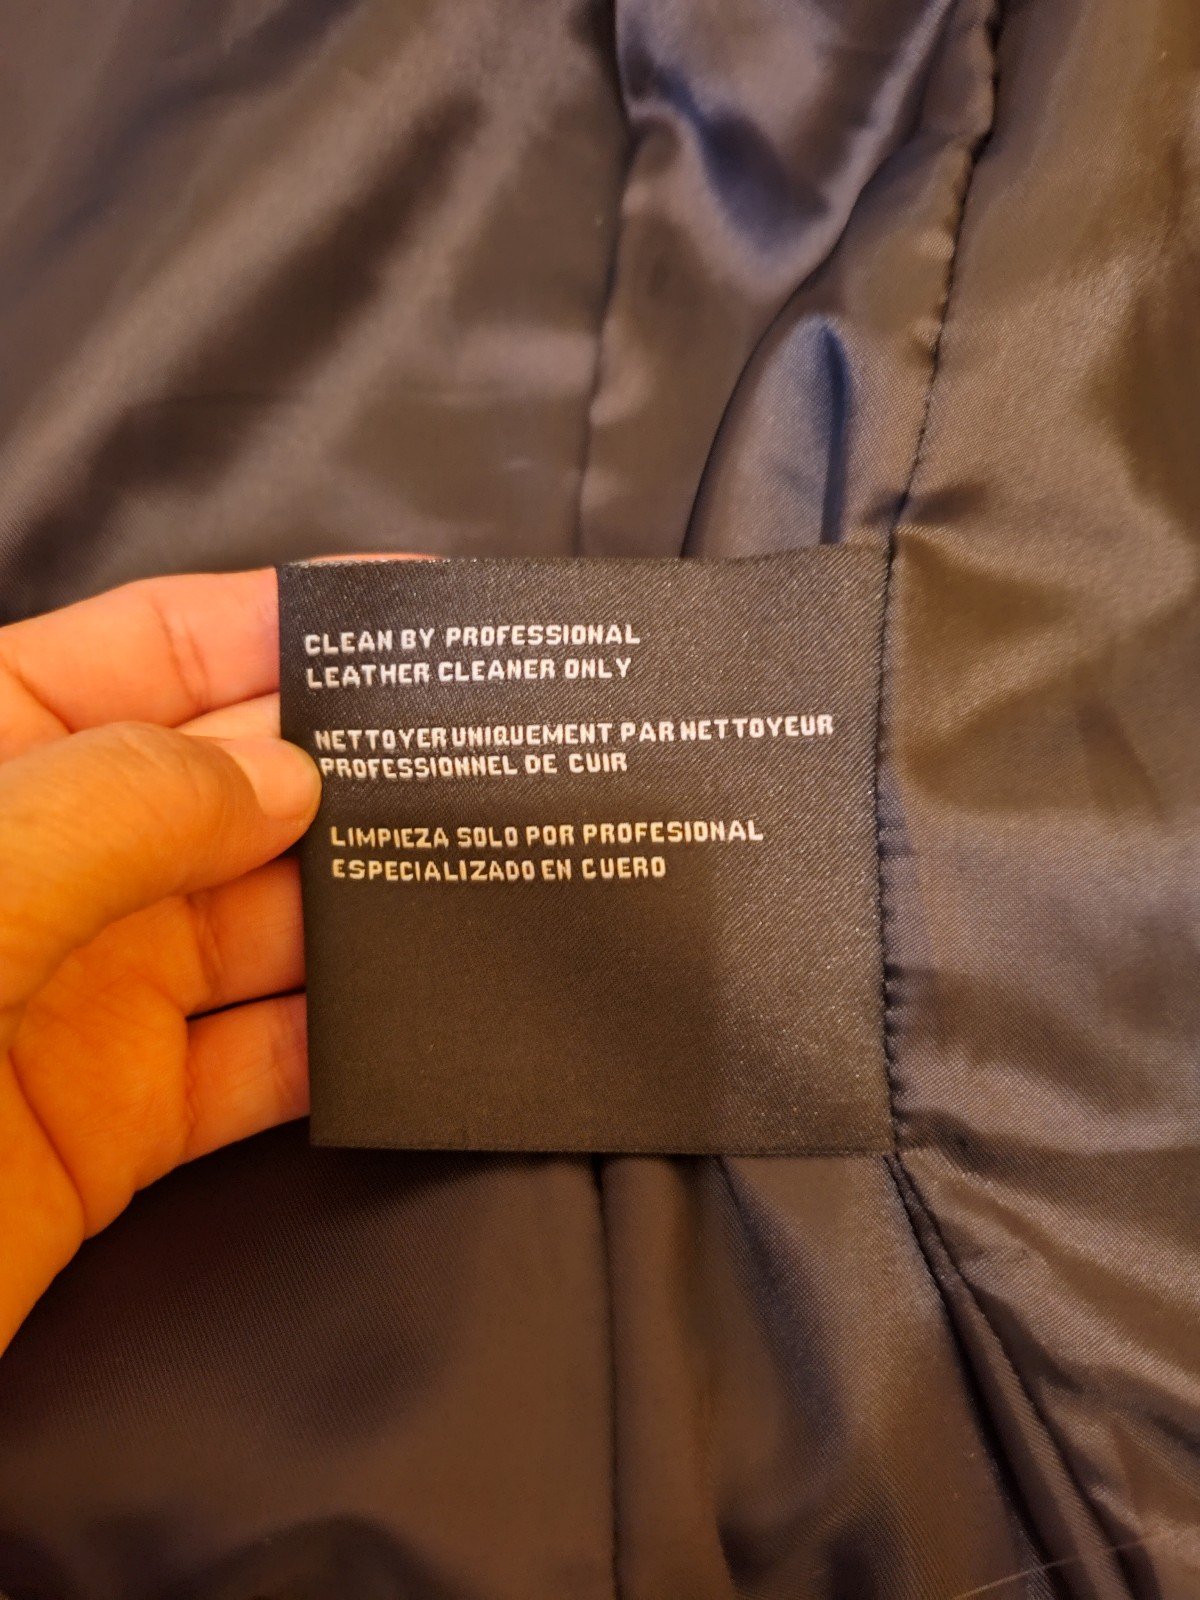 CLEAN BY PROFESSIONAL
LEATHER CLEANER ONLY
NETTOYER UNIQUEMENT PAR NETTOYEUR
PROFESSIONNEL DE CUIR
LIMPIEZA SOLO POR PROFESIONAL
ESPECIALIZADO EN CUERO